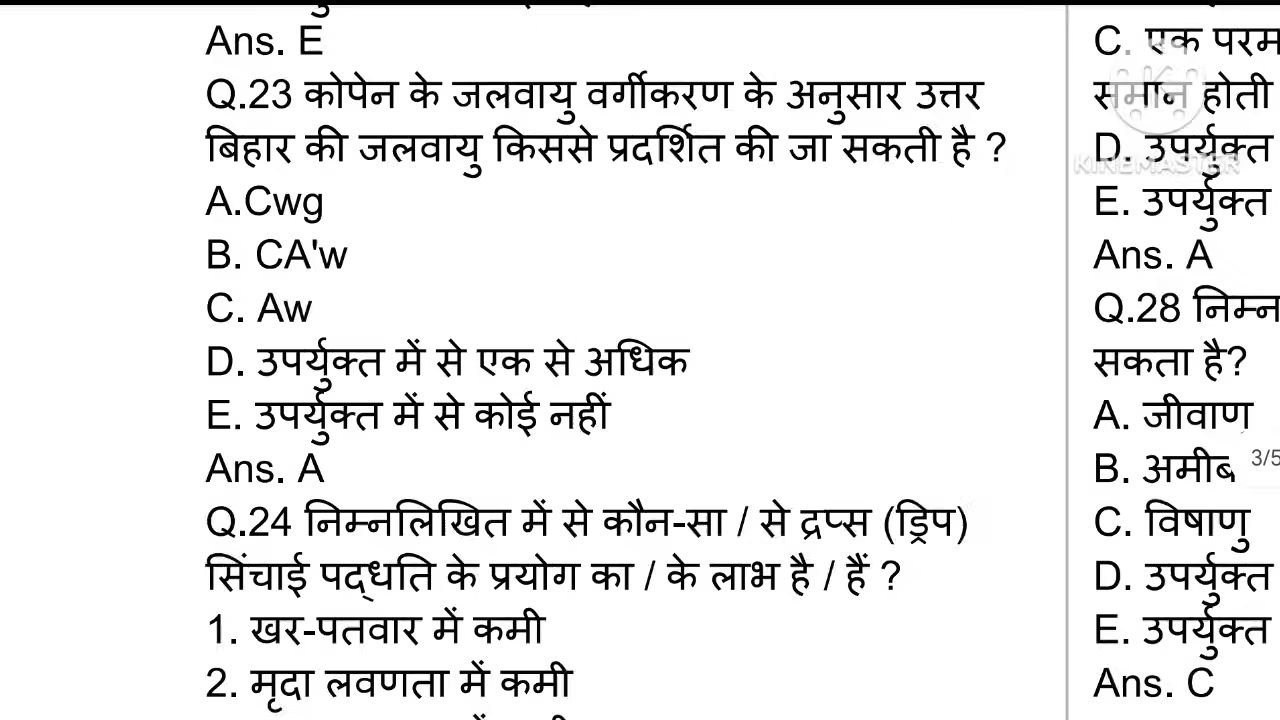 Ans. E
Q.23 कोपेन के जलवायु वर्गीकरण के अनुसार उत्तर
बिहार की जलवायु किससे प्रदर्शित की जा सकती है ?
A.Cwg
B. CA'w
C. Aw
D. उपर्युक्त में से एक से अधिक
E. उपर्युक्त में से कोई नहीं
Ans. A
Q.24 निम्नलिखित में से कौन-सा / से द्रप्स (ड्रिप)
सिंचाई पद्धति के प्रयोग का / के लाभ है / हैं ?
1. खर-पतवार में कमी
2. मृदा लवणता में कमी
C. एक
समान होती
D. उपर्युक्त
E. उपर्युक्त
Ans. A
Q.28
सकता है?
A.
B.
C. विषाणु
D. उपर्युक्त
E. उपर्युक्त
Ans. C
KINEMASTER